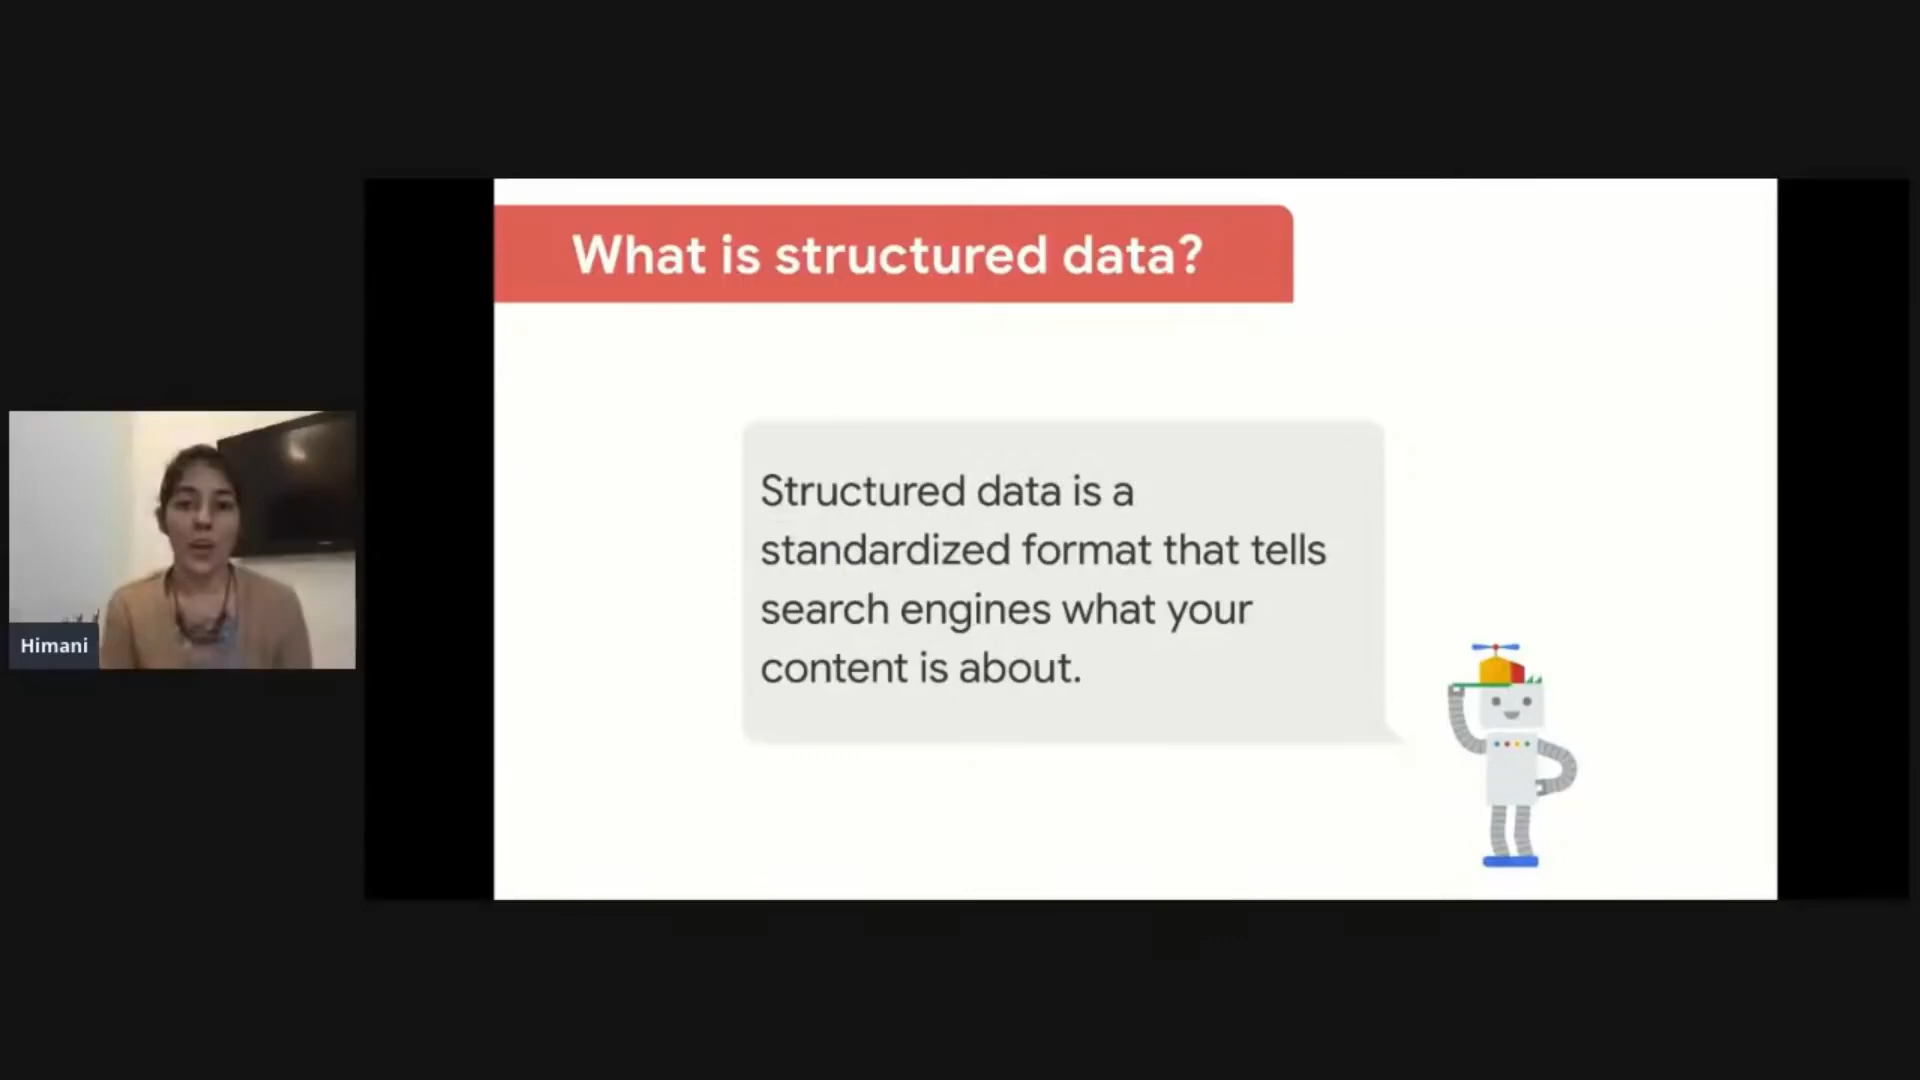 What is structured data?
Structured data is a
standardized format that tells
search engines what your
content is about.
Himani